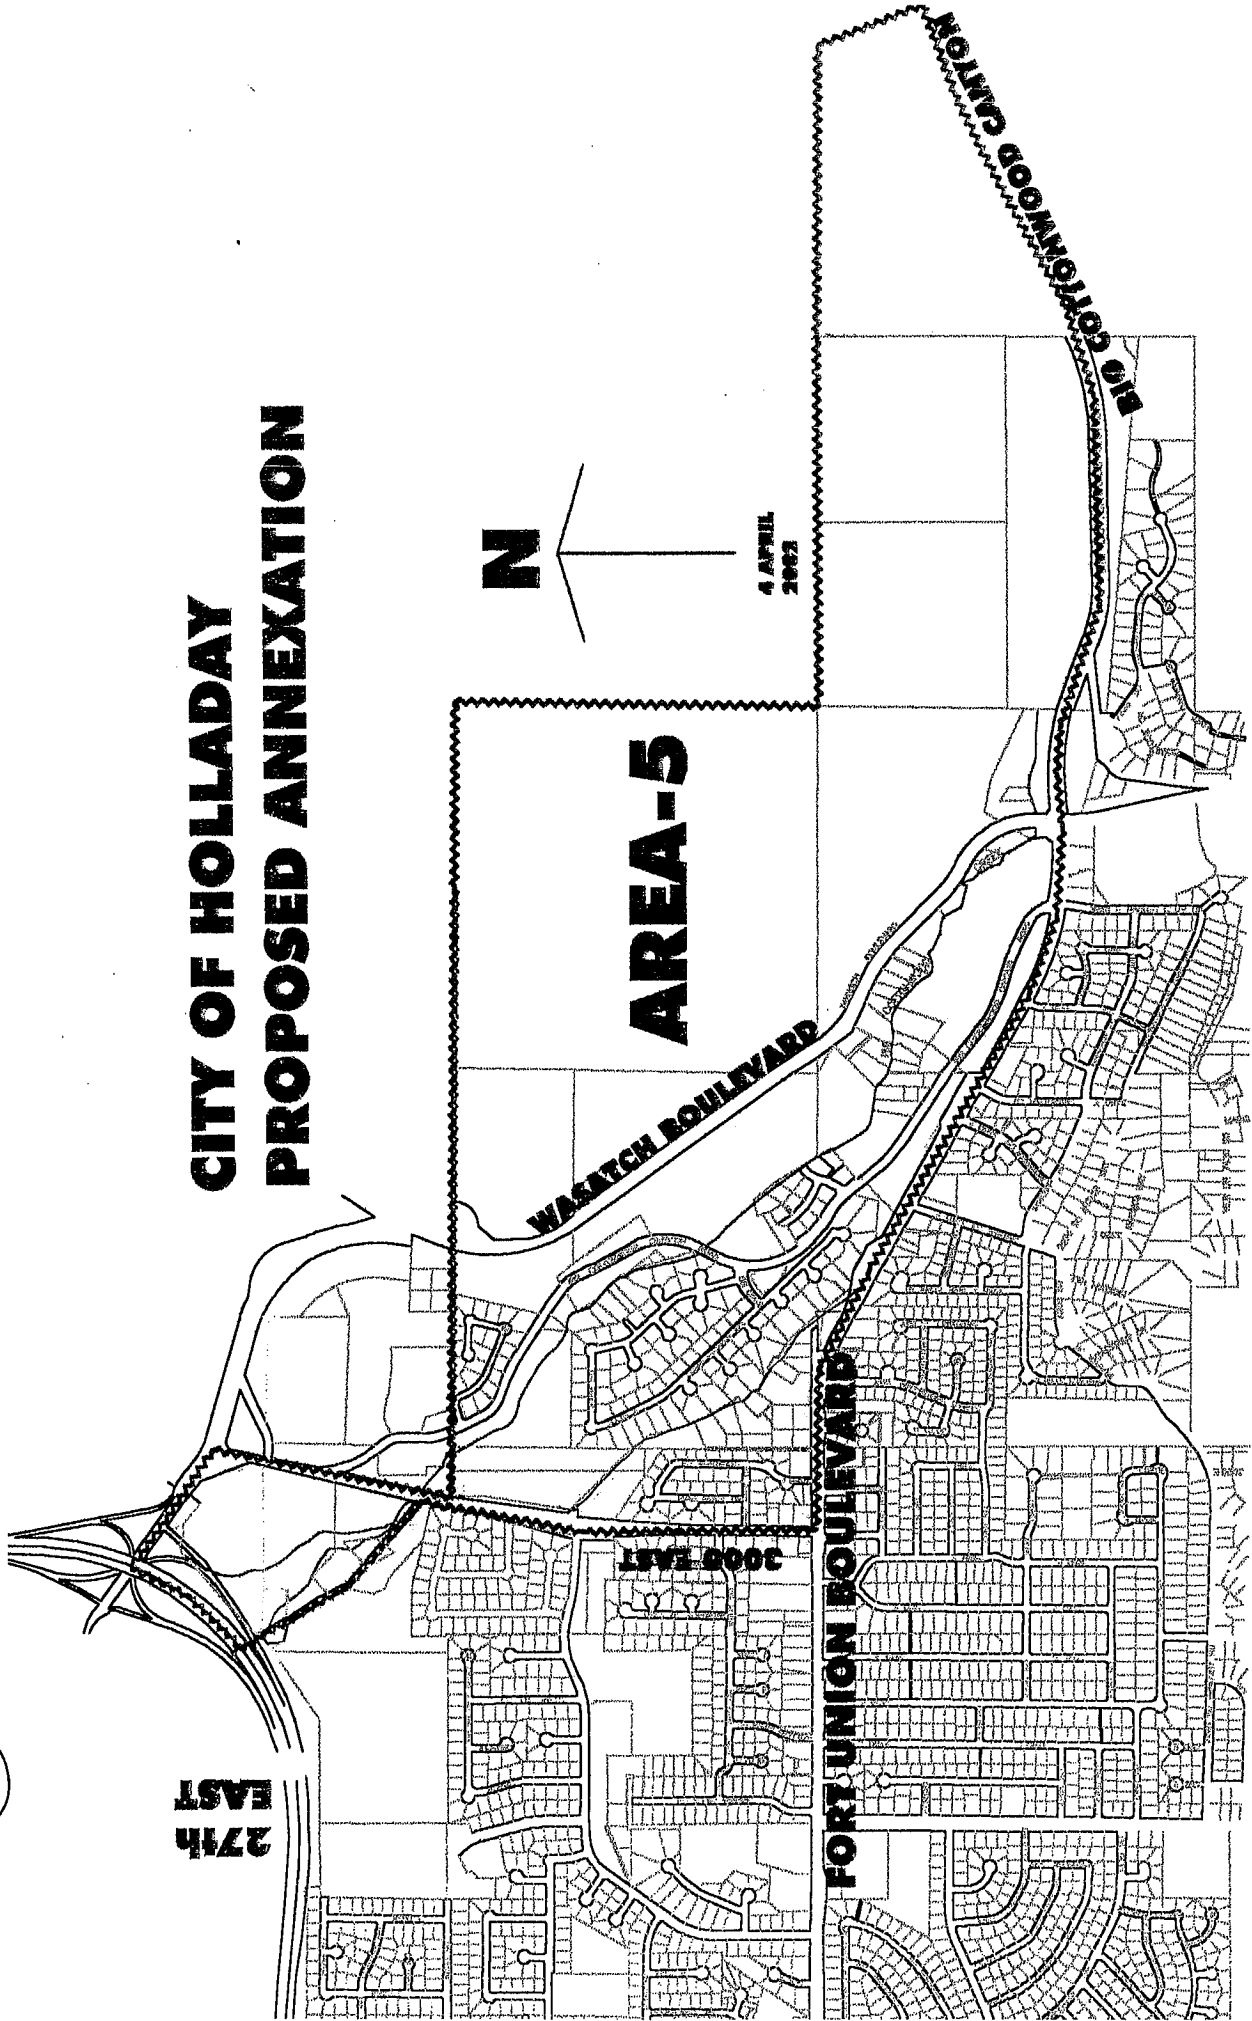 CITY OF HOLLADAY
PROPOSED ANNEXATION
N
4 APRIL
2002
AREA-5
WASATCH BOULEVARD
BIG COTTONWOOD CANYON
3000 EAST
FORT UNION BOULEVARD
27th
EAST